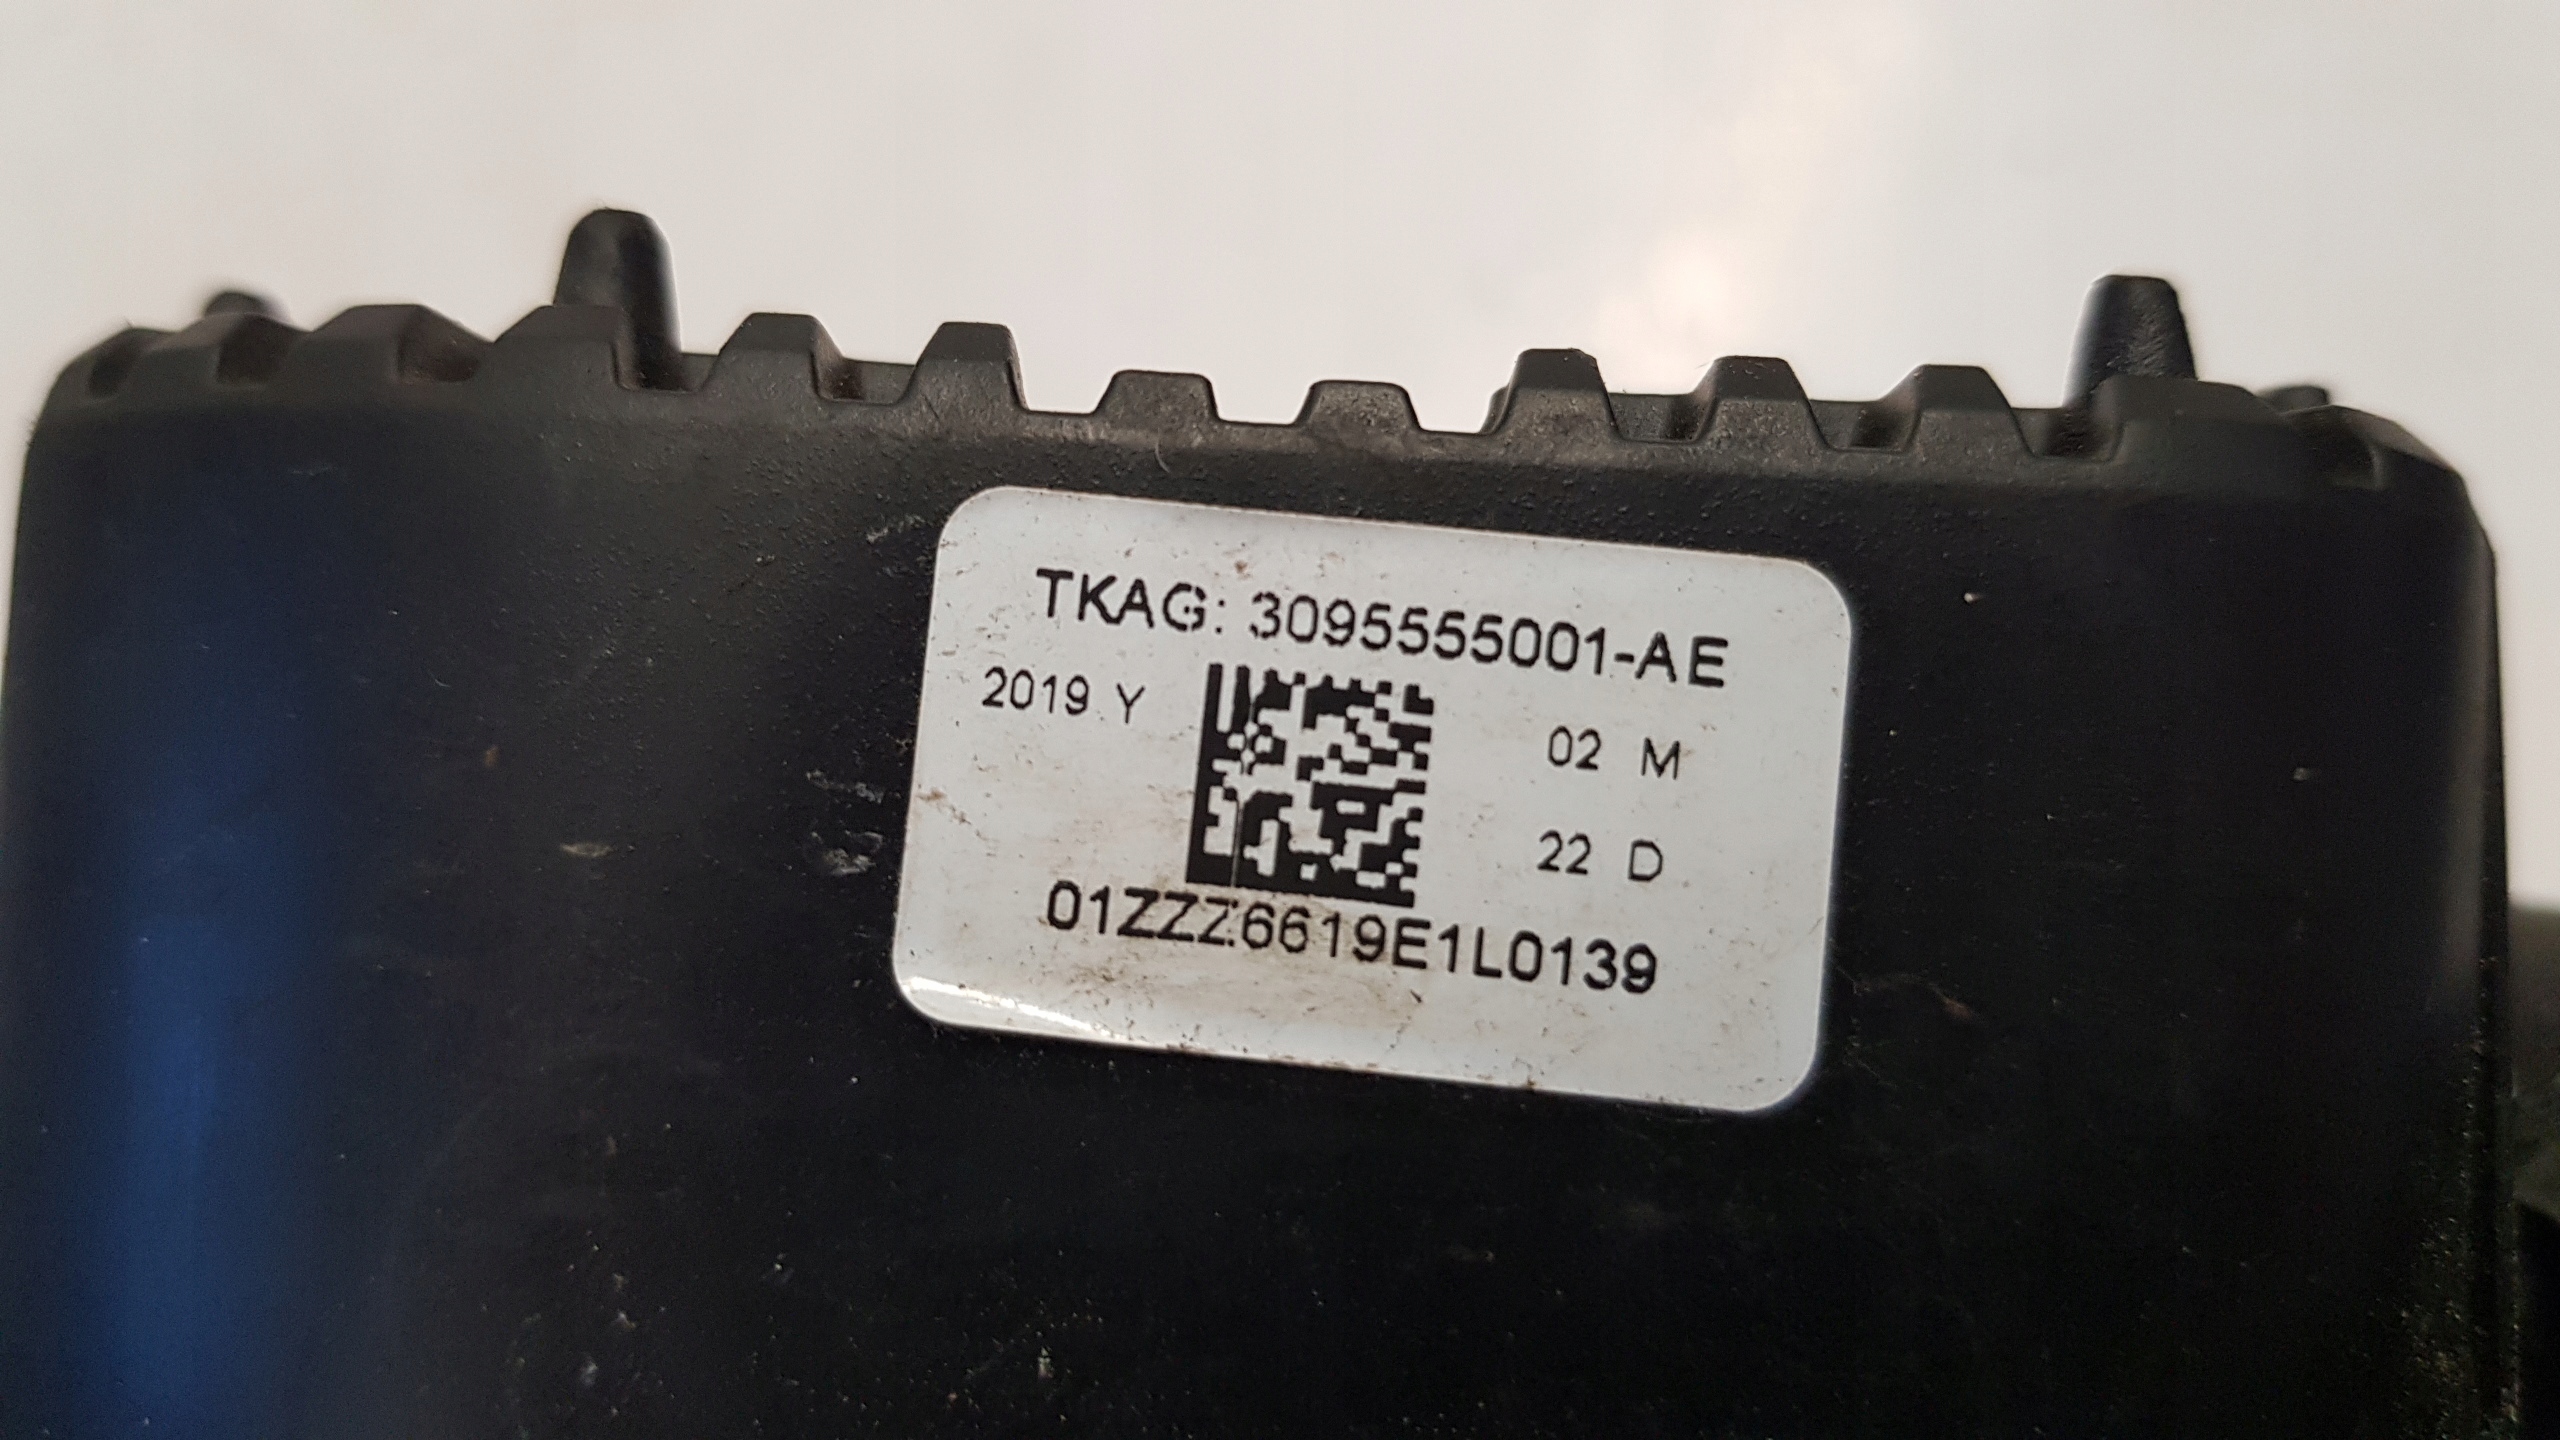 TKAG: 3095555001-AE
2019 Y
02 M
22 D
01ZZZ6619E1L0139